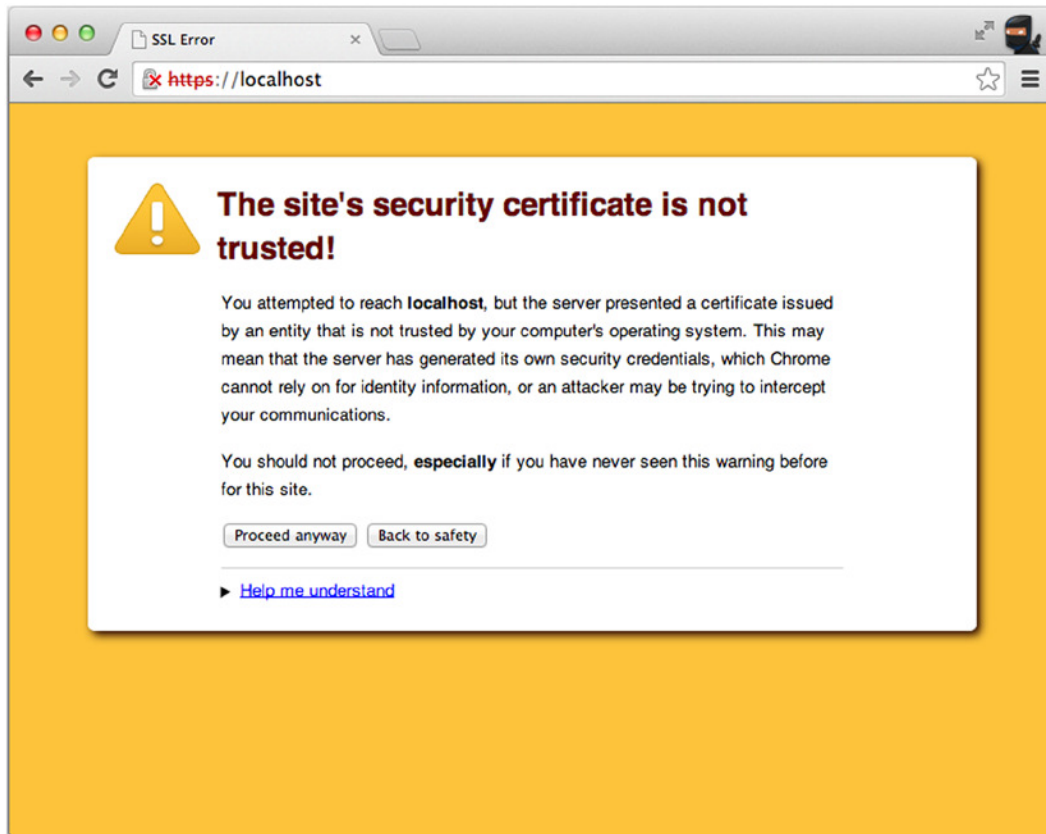 SSL Error
https://localhost
The site's security certificate is not
trusted!
You attempted to reach localhost, but the server presented a certificate issued
by an entity that is not trusted by your computer's operating system. This may
mean that the server has generated its own security credentials, which Chrome
cannot rely on for identity information, or an attacker may be trying to intercept
your communications.
You should not proceed, especially if you have never seen this warning before
for this site.
Proceed anyway Back to safety
Help me understand